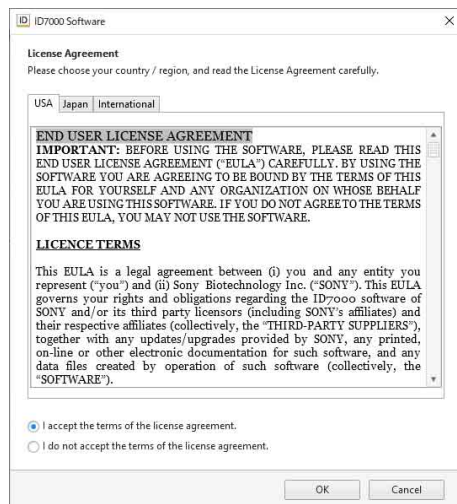 ID ID7000 Software
License Agreement
Please choose your country / region, and read the License Agreement carefully.
USA Japan International
END USER LICENSE AGREEMENT
IMPORTANT: BEFORE USING THE SOFTWARE, PLEASE READ THIS
END USER LICENSE AGREEMENT (“EULA”) CAREFULLY. BY USING THE
SOFTWARE YOU ARE AGREEING TO BE BOUND BY THE TERMS OF THIS
EULA FOR YOURSELF AND ANY ORGANIZATION ON WHOSE BEHALF
YOU ARE USING THIS SOFTWARE. IF YOU DO NOT AGREE TO THE TERMS
OF THIS EULA, YOU MAY NOT USE THE SOFTWARE.
LICENCE TERMS
This EULA is a legal agreement between (i) you and any entity you
represent (“you”) and (ii) Sony Biotechnology Inc. (“SONY”). This EULA
governs your rights and obligations regarding the ID7000 software of
SONY and/or its third party licensors (including SONY’s affiliates) and
their respective affiliates (collectively, the “THIRD-PARTY SUPPLIERS”),
together with any updates/upgrades provided by SONY, any printed,
on-line or other electronic documentation for such software, and any
data files created by operation of such software (collectively, the
“SOFTWARE”).
I accept the terms of the license agreement.
I do not accept the terms of the license agreement.
OK Cancel